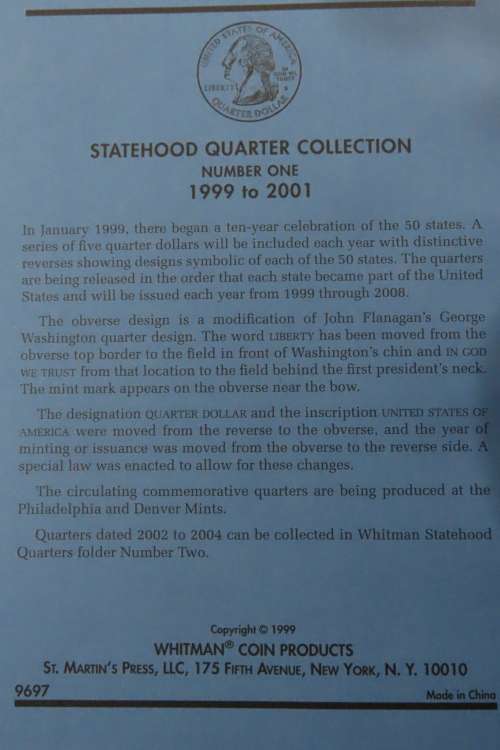 UNITED STATES OF AMERICA
LIBERTY
IN
GOD WE
TRUST
S
QUARTER DOLLAR
STATEHOOD QUARTER COLLECTION
NUMBER ONE
1999 to 2001
In January 1999, there began a ten-year celebration of the 50 states. A
series of five quarter dollars will be included each year with distinctive
reverses showing designs symbolic of each of the 50 states. The quarters
are being released in the order that each state became part of the United
States and will be issued each year from 1999 through 2008.
The obverse design is a modification of John Flanagan's George
Washington quarter design. The word LIBERTY has been moved from the
obverse top border to the field in front of Washington's chin and IN GOD
WE TRUST from that location to the field behind the first president's neck.
The mint mark appears on the obverse near the bow.
The designation QUARTER DOLLAR and the inscription UNITED STATES OF
AMERICA were moved from the reverse to the obverse, and the year of
minting or issuance was moved from the obverse to the reverse side. A
special law was enacted to allow for these changes.
The circulating commemorative quarters are being produced at the
Philadelphia and Denver Mints.
Quarters dated 2002 to 2004 can be collected in Whitman Statehood
Quarters folder Number Two.
Copyright © 1999
WHITMAN® COIN PRODUCTS
ST. MARTIN'S PRESS, LLC, 175 FIFTH AVENUE, NEW YORK, N. Y. 10010
9697
Made in China